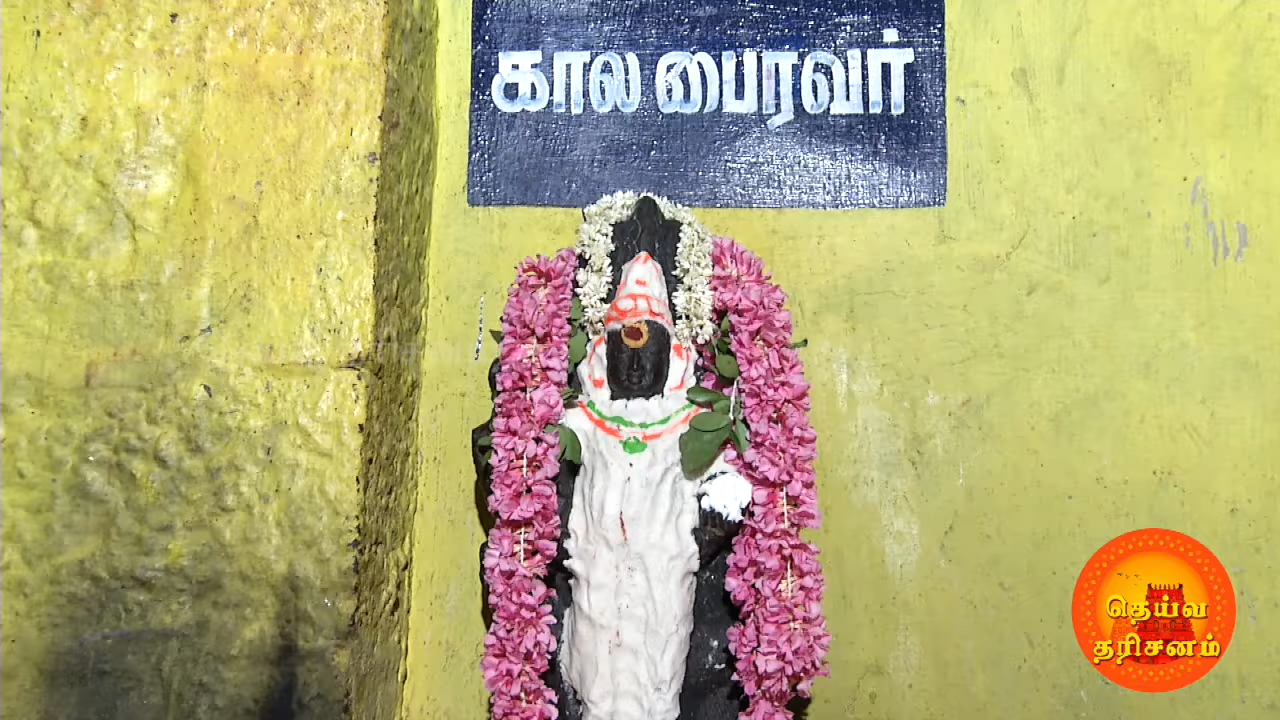 கால பைரவர்
தெய்வ
தரிசனம்